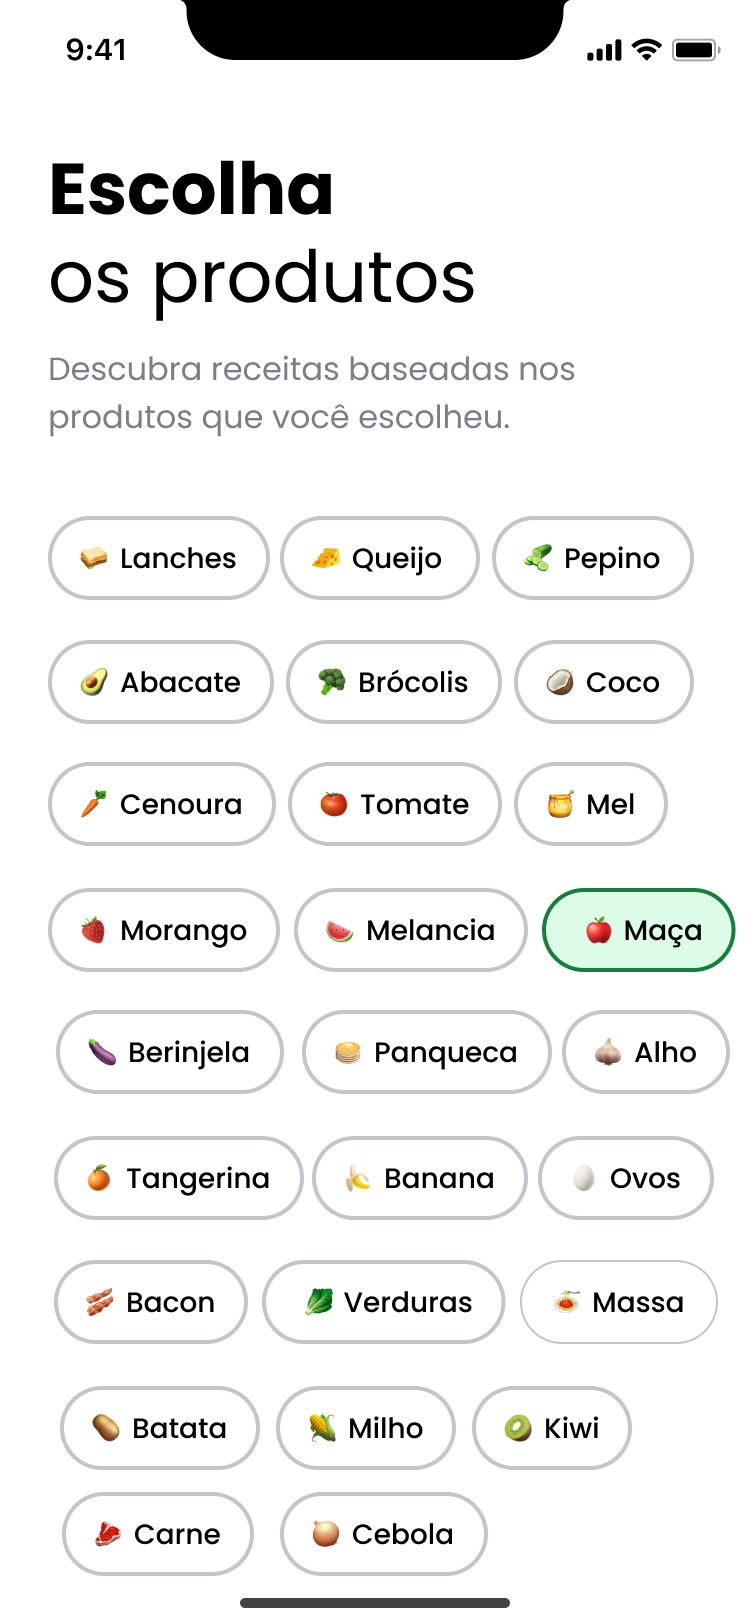 9:41
Escolha
os produtos
Descubra receitas baseadas nos
produtos que você escolheu.
Lanches Queijo Pepino
Abacate Brócolis Coco
Cenoura Tomate Mel
Morango Melancia Maça
Berinjela Panqueca Alho
Tangerina Banana Ovos
Bacon Verduras Massa
Batata Milho Kiwi
Carne Cebola